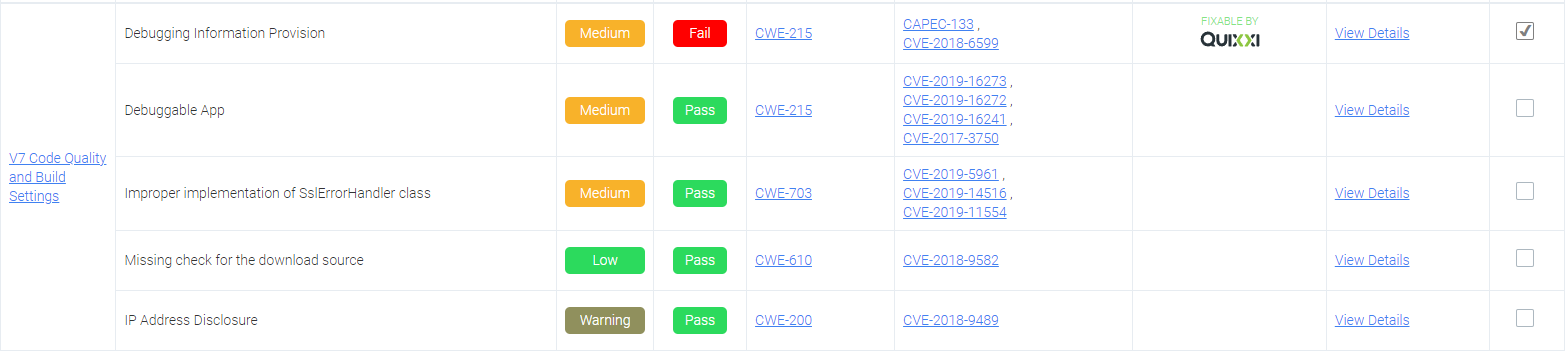 Debugging Information Provision
Medium
Fail
CWE-215
CAPEC-133 ,
CVE-2018-6599
FIXABLE BY
QUIXXI
View Details
V7 Code Quality
and Build
Settings
Debuggable App
Medium
Pass
CWE-215
CVE-2019-16273 ,
CVE-2019-16272 ,
CVE-2019-16241 ,
CVE-2017-3750
View Details
Improper implementation of SslErrorHandler class
Medium
Pass
CWE-703
CVE-2019-5961 ,
CVE-2019-14516 ,
CVE-2019-11554
View Details
Missing check for the download source
Low
Pass
CWE-610
CVE-2018-9582
View Details
IP Address Disclosure
Warning
Pass
CWE-200
CVE-2018-9489
View Details